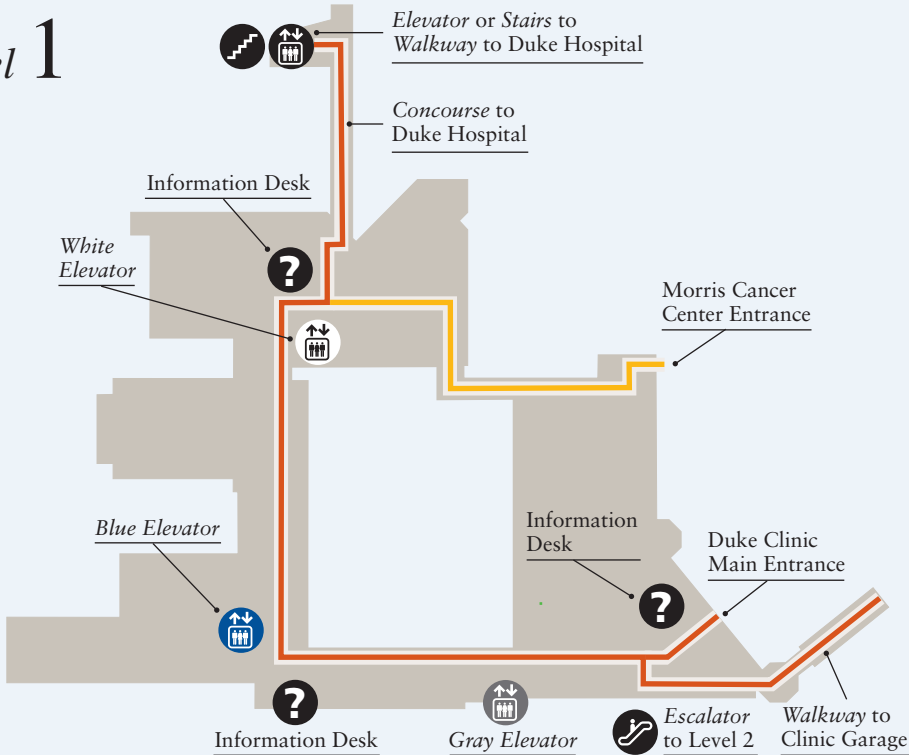 1
Elevator or Stairs to
Walkway to Duke Hospital
Concourse to
Duke Hospital
Information Desk
?
White
Elevator
Morris Cancer
Center Entrance
Blue Elevator
Information
Desk
?
Duke Clinic
Main Entrance
?
Information Desk
Gray Elevator
Escalator
to Level 2
Walkway to
Clinic Garage